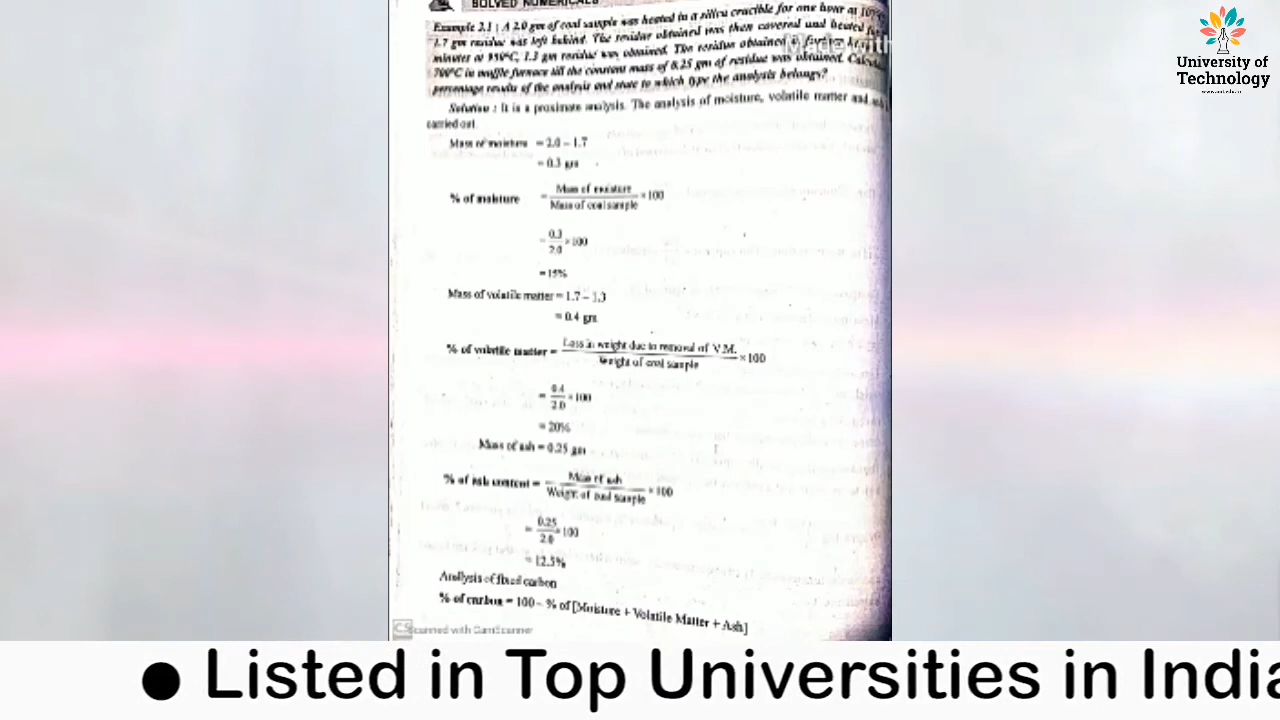 SOLVED NUMERICALS
Example 2.1 : A 2.0 gm of coal sample was heated in a silica crucible for one hour at
1.7 gm residue was left behind. The residue obtained was then covered and heated
minutes at 950°C, 1.3 gm residue was obtained. The residue obtained
700°C in muffle furnace till the constant mass of 0.25 gm of residue was obtained.
percentage results of the analysis and state to which type the analysis belongs?
Solution : It is a proximate analysis. The analysis of moisture, volatile matter and
carried out.
Mass of moisture = 2.0 – 1.7
= 0.3 gm
% of moisture = Mass of moisture / Mass of coal sample × 100
= 0.3 / 2.0 × 100
= 15%
Mass of volatile matter = 1.7 – 1.3
= 0.4 gm
% of volatile matter = Loss in weight due to removal of V.M. / Weight of coal sample × 100
= 0.4 / 2.0 × 100
= 20%
Mass of ash = 0.25 gm
% of ash content = Mass of ash / Weight of coal sample × 100
= 0.25 / 2.0 × 100
= 12.5%
Analysis of fixed carbon
% of carbon = 100 – % of [Moisture + Volatile Matter + Ash]
CS Scanned with CamScanner
Made with
University of
Technology
● Listed in Top Universities in India